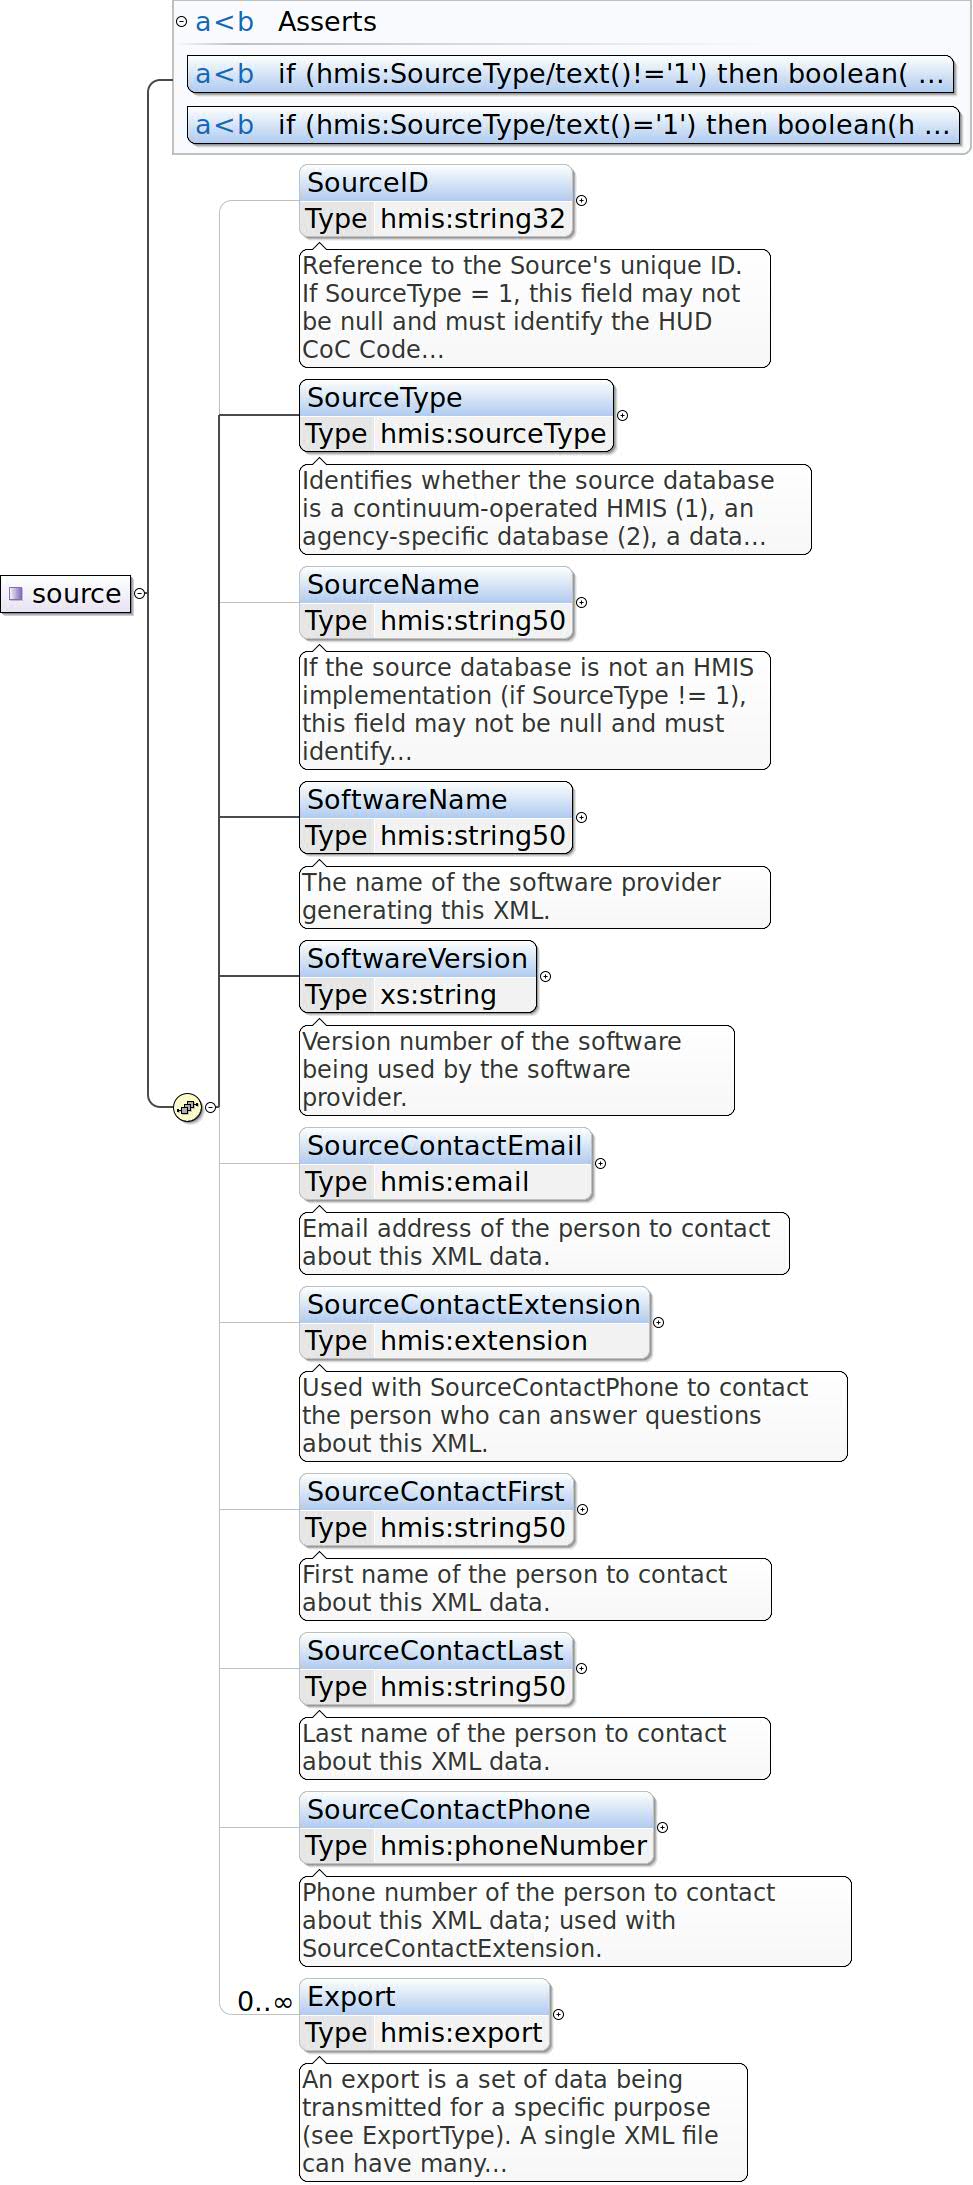 a<b Asserts
a<b if (hmis:SourceType/text()!='1') then boolean( ...
a<b if (hmis:SourceType/text()='1') then boolean(h ...
SourceID
Type hmis:string32
Reference to the Source's unique ID.
If SourceType = 1, this field may not
be null and must identify the HUD
CoC Code...
SourceType
Type hmis:sourceType
Identifies whether the source database
is a continuum-operated HMIS (1), an
agency-specific database (2), a data...
source
SourceName
Type hmis:string50
If the source database is not an HMIS
implementation (if SourceType != 1),
this field may not be null and must
identify...
SoftwareName
Type hmis:string50
The name of the software provider
generating this XML.
SoftwareVersion
Type xs:string
Version number of the software
being used by the software
provider.
SourceContactEmail
Type hmis:email
Email address of the person to contact
about this XML data.
SourceContactExtension
Type hmis:extension
Used with SourceContactPhone to contact
the person who can answer questions
about this XML.
SourceContactFirst
Type hmis:string50
First name of the person to contact
about this XML data.
SourceContactLast
Type hmis:string50
Last name of the person to contact
about this XML data.
SourceContactPhone
Type hmis:phoneNumber
Phone number of the person to contact
about this XML data; used with
SourceContactExtension.
0..∞ Export
Type hmis:export
An export is a set of data being
transmitted for a specific purpose
(see ExportType). A single XML file
can have many...